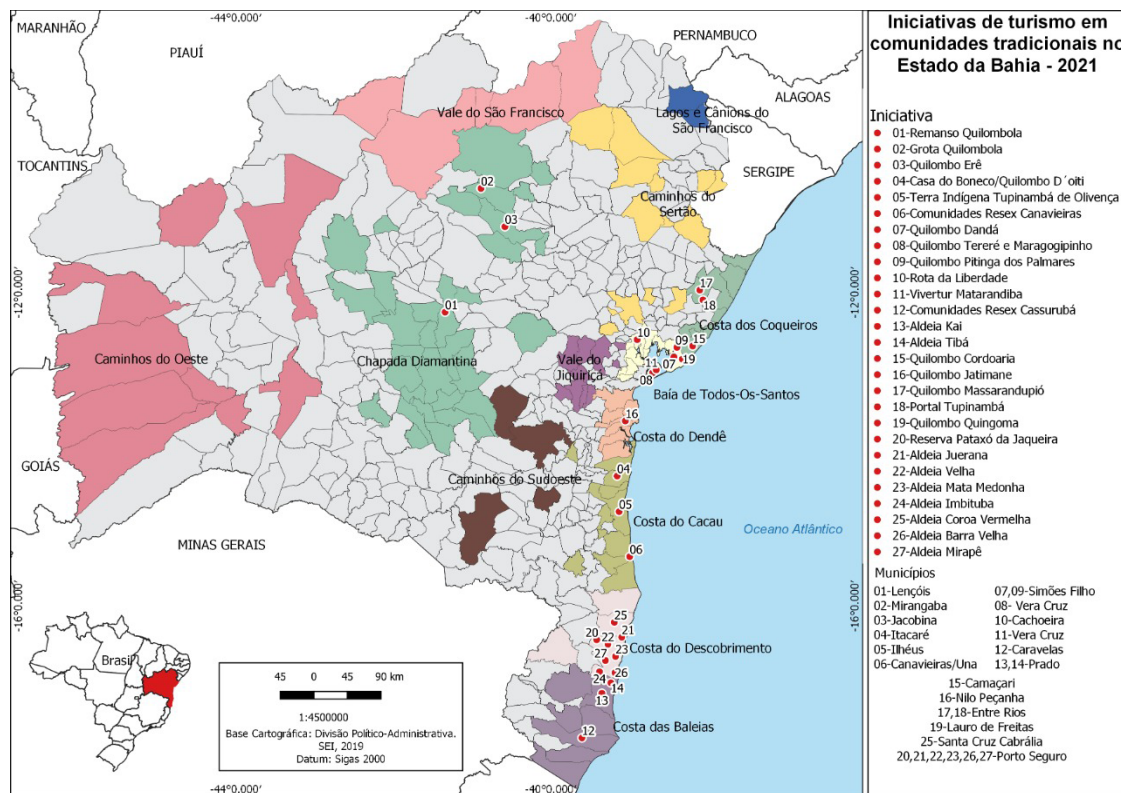 -44°0.000'
-40°0.000'
MARANHÃO
PIAUÍ
PERNAMBUCO
ALAGOAS
TOCANTINS
SERGIPE
GOIÁS
MINAS GERAIS
-12°0.000'
-16°0.000'
Vale do São Francisco
Lagos e Cânions do
São Francisco
02
03
Caminhos do
Sertão
01
17
18
Costa dos Coqueiros
10
09
15
Caminhos do Oeste
Chapada Diamantina
Vale do
Jiquiriça
11
07
19
08
Baía de Todos-Os-Santos
16
Costa do Dendê
Caminhos do Sudoeste
04
05
Costa do Cacau
Oceano Atlântico
06
25
20
22
21
23
Costa do Descobrimento
27
24
26
14
13
Costa das Baleias
12
-12°0.000'
-16°0.000'
Brasil
45 0 45 90 km
1:4500000
Base Cartográfica: Divisão Político-Administrativa.
SEI, 2019
Datum: Sigas 2000
-44°0.000'
-40°0.000'
Iniciativas de turismo em
comunidades tradicionais no
Estado da Bahia - 2021
Iniciativa
01-Remanso Quilombola
02-Grota Quilombola
03-Quilombo Erê
04-Casa do Boneco/Quilombo D´oiti
05-Terra Indígena Tupinambá de Olivença
06-Comunidades Resex Canavieiras
07-Quilombo Dandá
08-Quilombo Tereré e Maragogipinho
09-Quilombo Pitinga dos Palmares
10-Rota da Liberdade
11-Vivertur Matarandiba
12-Comunidades Resex Cassurubá
13-Aldeia Kai
14-Aldeia Tibá
15-Quilombo Cordoaria
16-Quilombo Jatimane
17-Quilombo Massarandupió
18-Portal Tupinambá
19-Quilombo Quingoma
20-Reserva Pataxó da Jaqueira
21-Aldeia Juerana
22-Aldeia Velha
23-Aldeia Mata Medonha
24-Aldeia Imbituba
25-Aldeia Coroa Vermelha
26-Aldeia Barra Velha
27-Aldeia Mirapê
Municípios
01-Lençóis 07,09-Simões Filho
02-Mirangaba 08- Vera Cruz
03-Jacobina 10-Cachoeira
04-Itacaré 11-Vera Cruz
05-Ilhéus 12-Caravelas
06-Canavieiras/Una 13,14-Prado
15-Camaçari
16-Nilo Peçanha
17,18-Entre Rios
19-Lauro de Freitas
25-Santa Cruz Cabrália
20,21,22,23,26,27-Porto Seguro